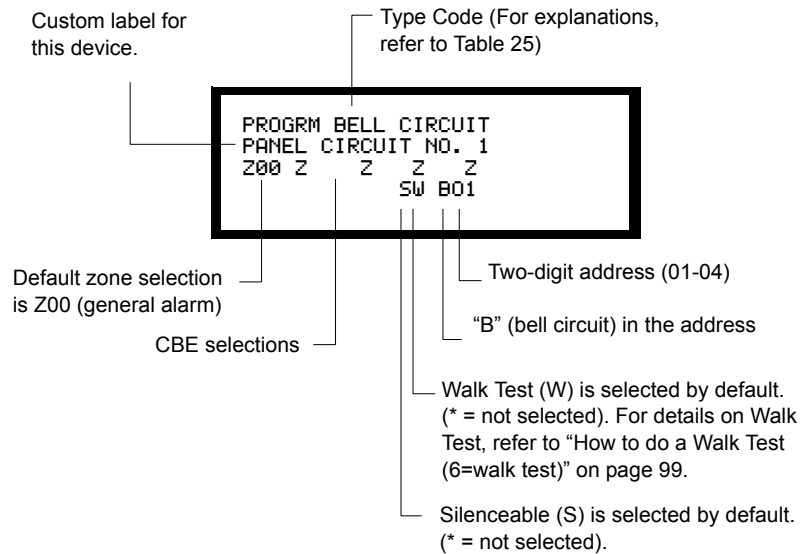 Custom label for
this device.
Type Code (For explanations,
refer to Table 25)
PROGRM BELL CIRCUIT
PANEL CIRCUIT NO. 1
Z00 Z Z Z Z
SW BO1
Default zone selection
is Z00 (general alarm)
CBE selections
Two-digit address (01-04)
“B” (bell circuit) in the address
Walk Test (W) is selected by default.
(* = not selected). For details on Walk
Test, refer to “How to do a Walk Test
(6=walk test)” on page 99.
Silenceable (S) is selected by default.
(* = not selected).